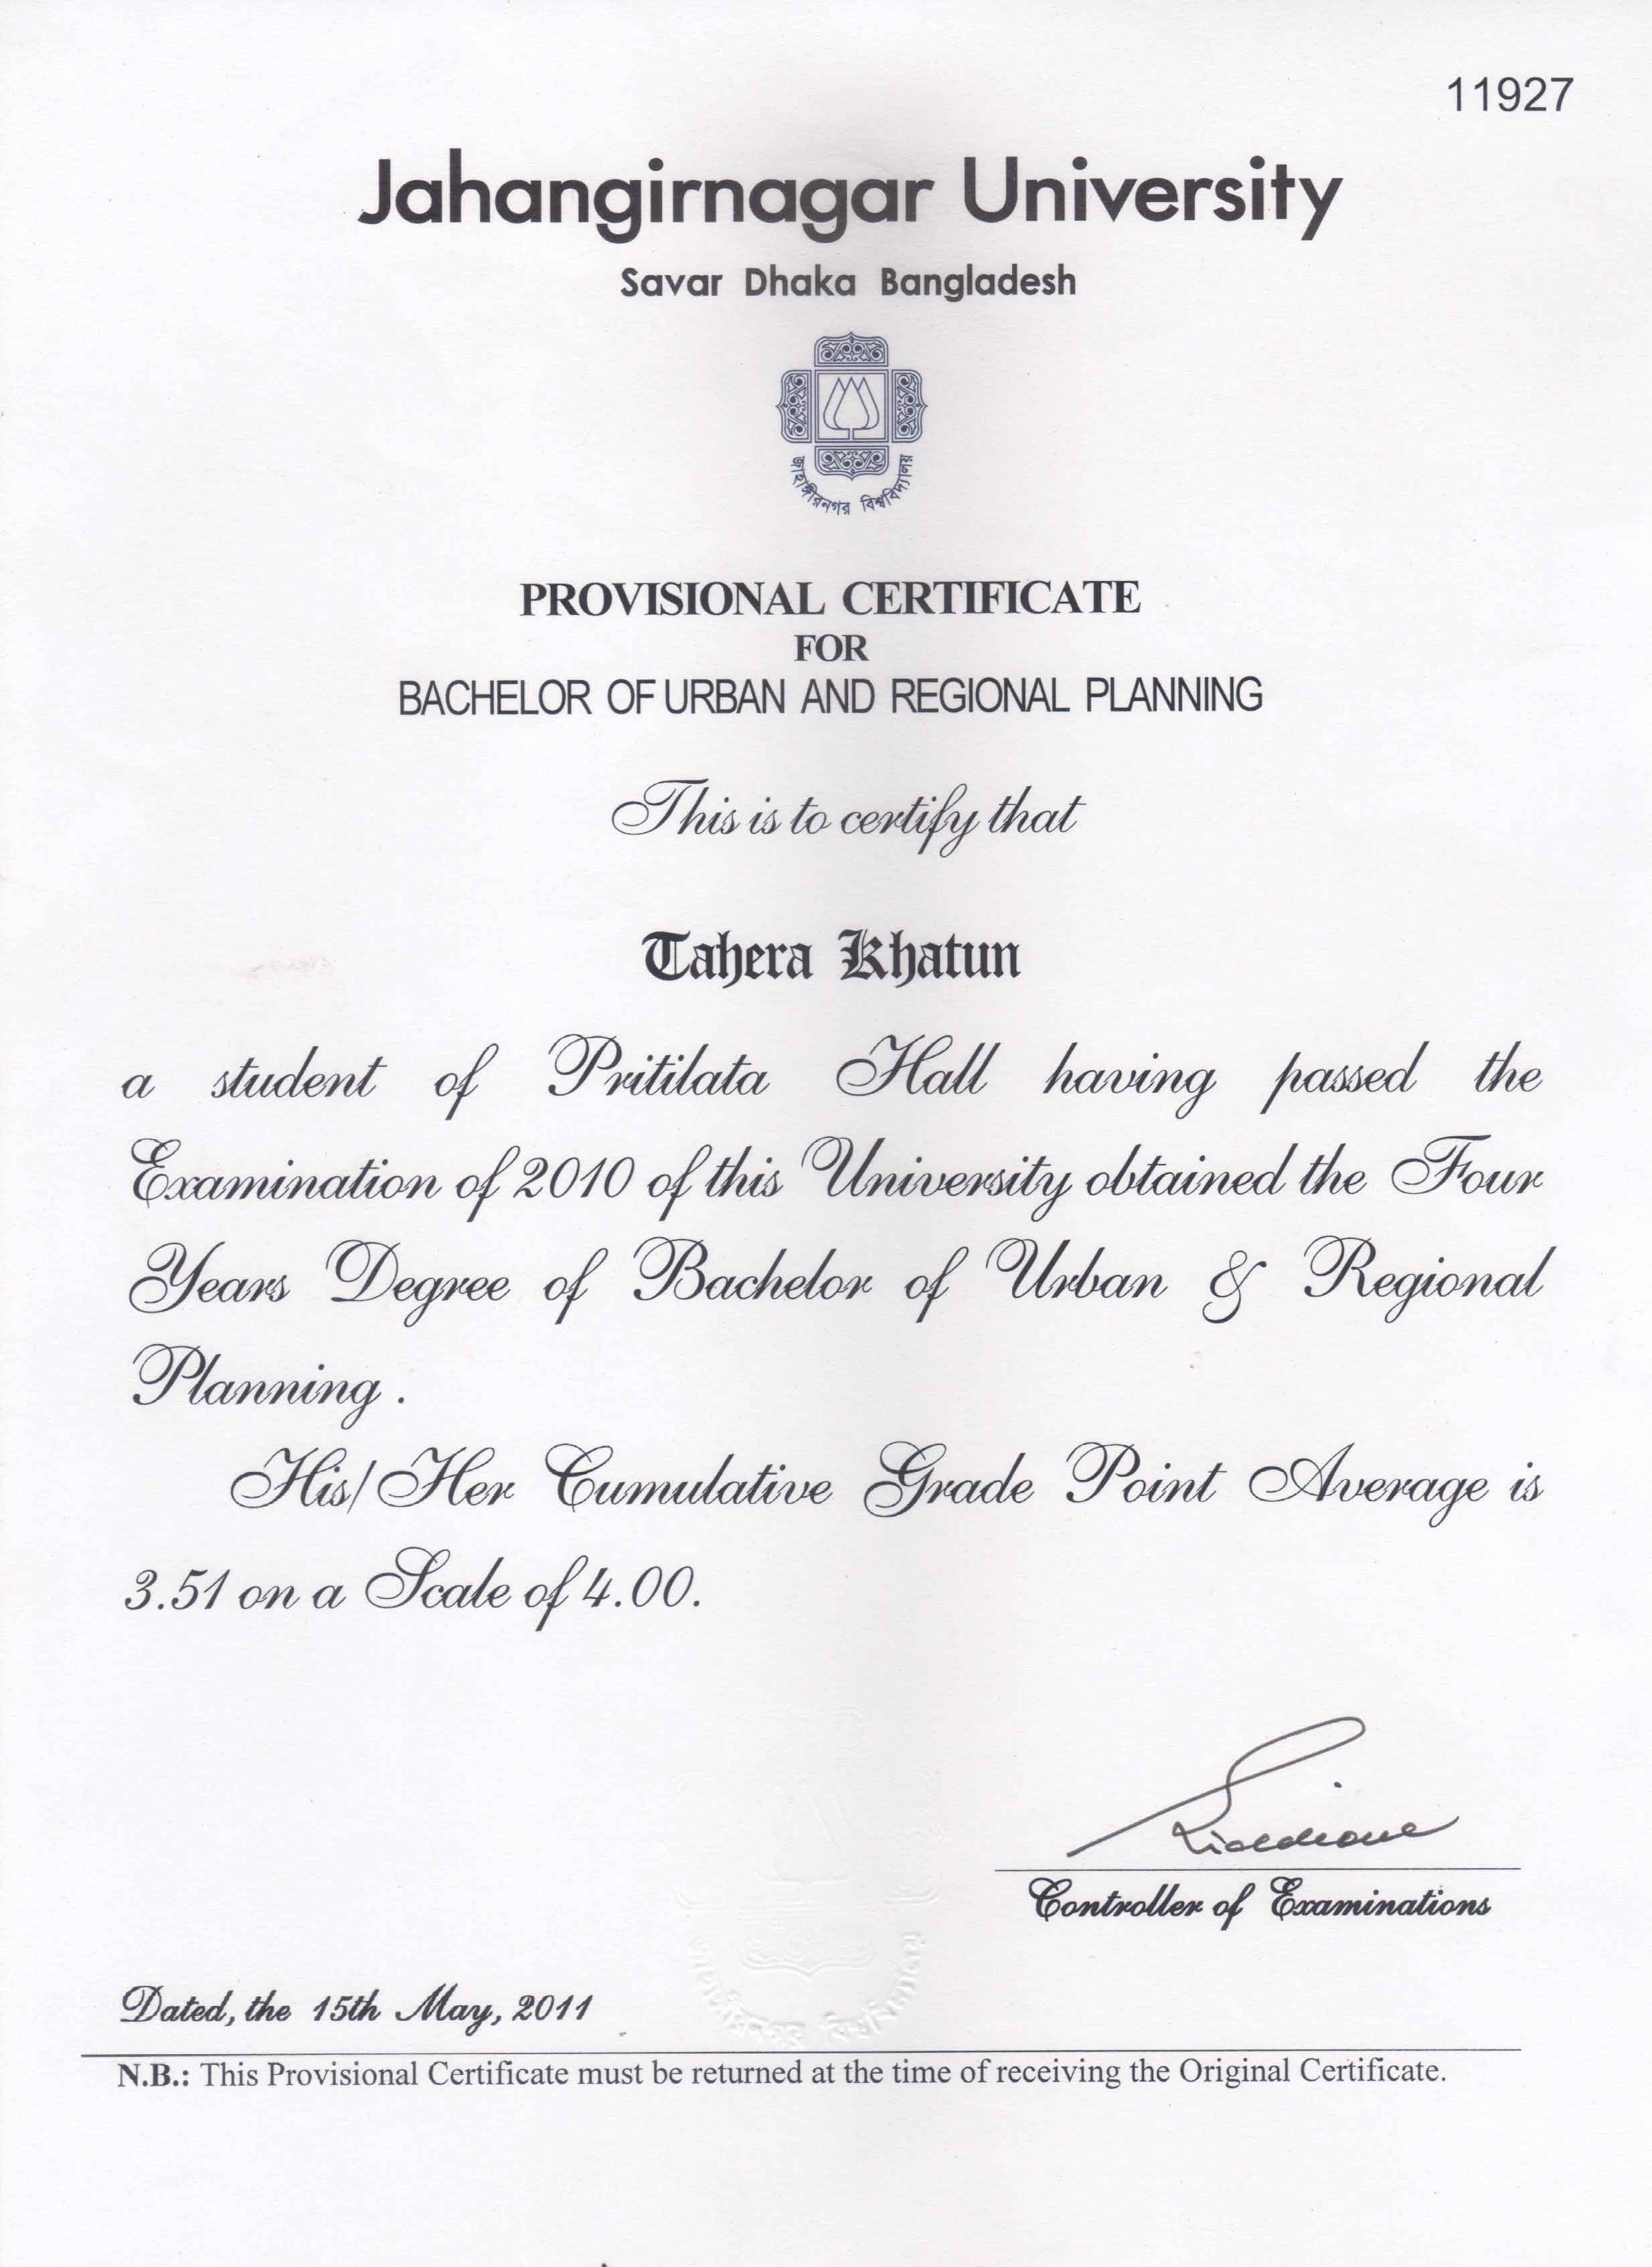 11927
Jahangirnagar University
Savar Dhaka Bangladesh
জাহাঙ্গীরনগর বিশ্ববিদ্যালয়
PROVISIONAL CERTIFICATE
FOR
BACHELOR OF URBAN AND REGIONAL PLANNING
This is to certify that
Tahera Khatun
a student of Pritilata Hall having passed the
Examination of 2010 of this University obtained the Four
Years Degree of Bachelor of Urban & Regional
Planning .
His/Her Cumulative Grade Point Average is
3.51 on a Scale of 4.00.
Controller of Examinations
Dated, the 15th May, 2011
N.B.: This Provisional Certificate must be returned at the time of receiving the Original Certificate.